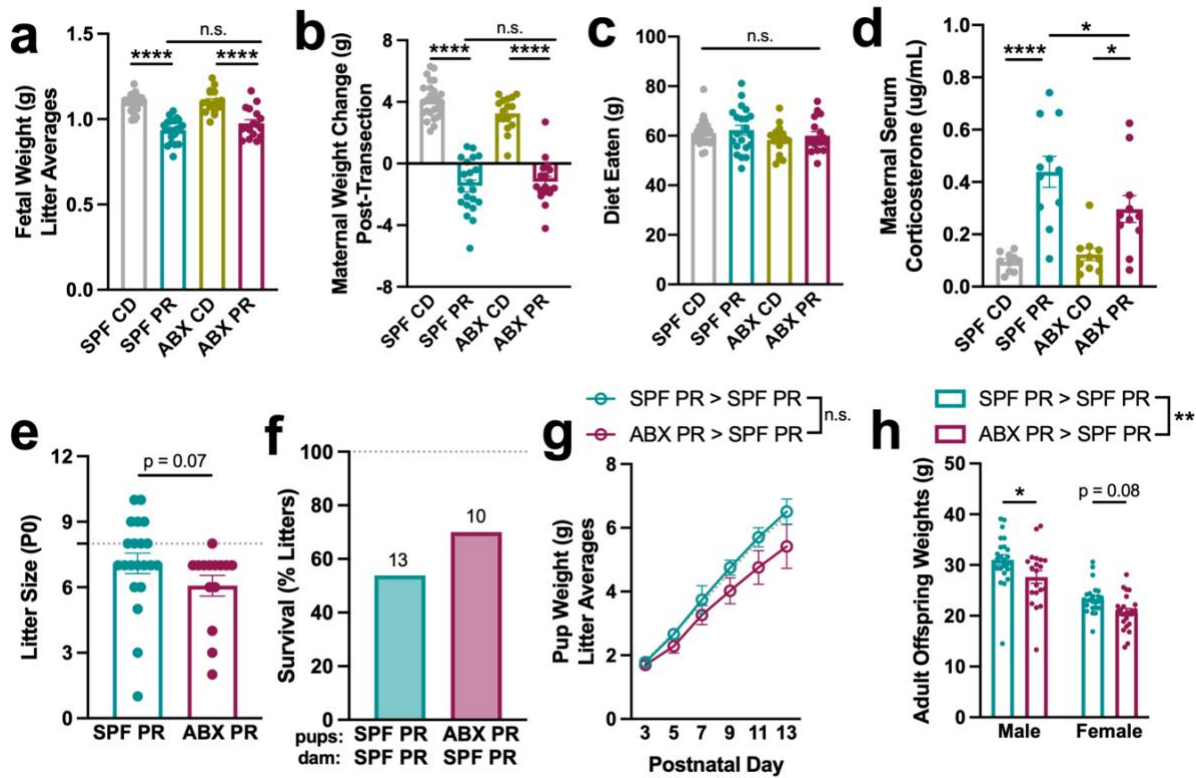 a
Fetal Weight (g)
Litter Averages
1.5
1.0
0.5
0.0
n.s.
****
****
SPF CD
SPF PR
ABX CD
ABX PR
b
Maternal Weight Change (g)
Post-Transection
8
4
0
-4
-8
n.s.
****
****
SPF CD
SPF PR
ABX CD
ABX PR
c
Diet Eaten (g)
100
80
60
40
20
0
n.s.
SPF CD
SPF PR
ABX CD
ABX PR
d
Maternal Serum
Corticosterone (ug/mL)
1.0
0.8
0.6
0.4
0.2
0.0
*
****
*
SPF CD
SPF PR
ABX CD
ABX PR
e
Litter Size (P0)
12
9
6
3
0
p = 0.07
SPF PR
ABX PR
f
Survival (% Litters)
100
80
60
40
20
0
13
10
pups: SPF PR ABX PR
dam: SPF PR SPF PR
g
SPF PR > SPF PR
ABX PR > SPF PR
n.s.
Pup Weight (g)
Litter Averages
8
6
4
2
0
3 5 7 9 11 13
Postnatal Day
h
SPF PR > SPF PR
ABX PR > SPF PR
**
Adult Offspring Weights (g)
50
40
30
20
10
0
*
p = 0.08
Male
Female